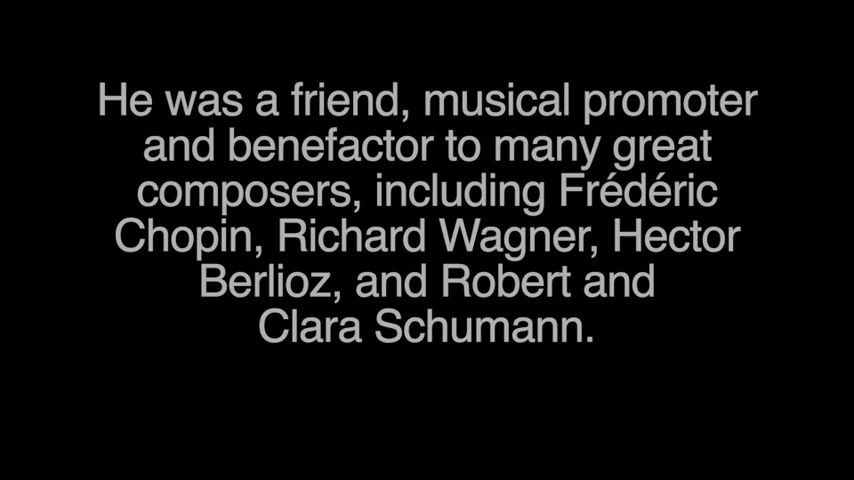 He was a friend, musical promoter
and benefactor to many great
composers, including Frédéric
Chopin, Richard Wagner, Hector
Berlioz, and Robert and
Clara Schumann.